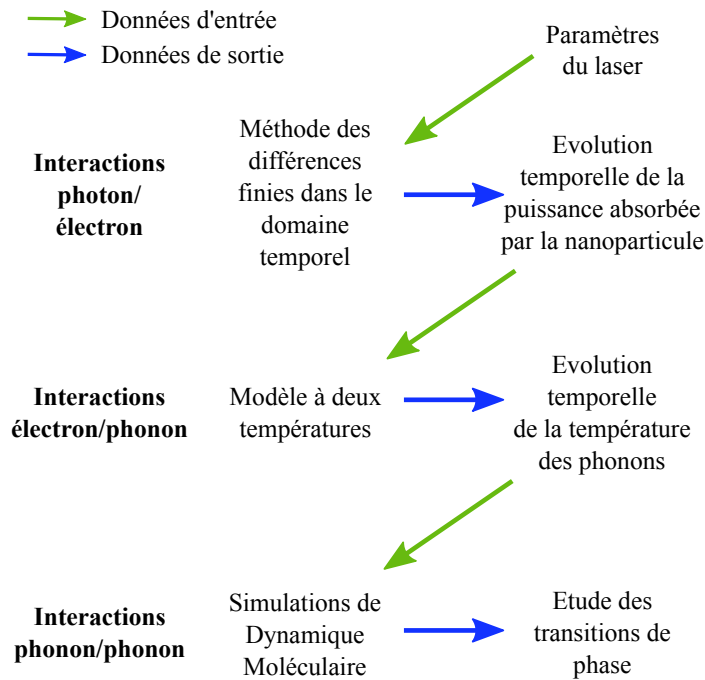 Données d'entrée
Données de sortie
Paramètres
du laser
Interactions
photon/
électron
Méthode des
différences
finies dans le
domaine
temporel
Evolution
temporelle de la
puissance absorbée
par la nanoparticule
Interactions
électron/phonon
Modèle à deux
températures
Evolution
temporelle
de la température
des phonons
Interactions
phonon/phonon
Simulations de
Dynamique
Moléculaire
Etude des
transitions de
phase